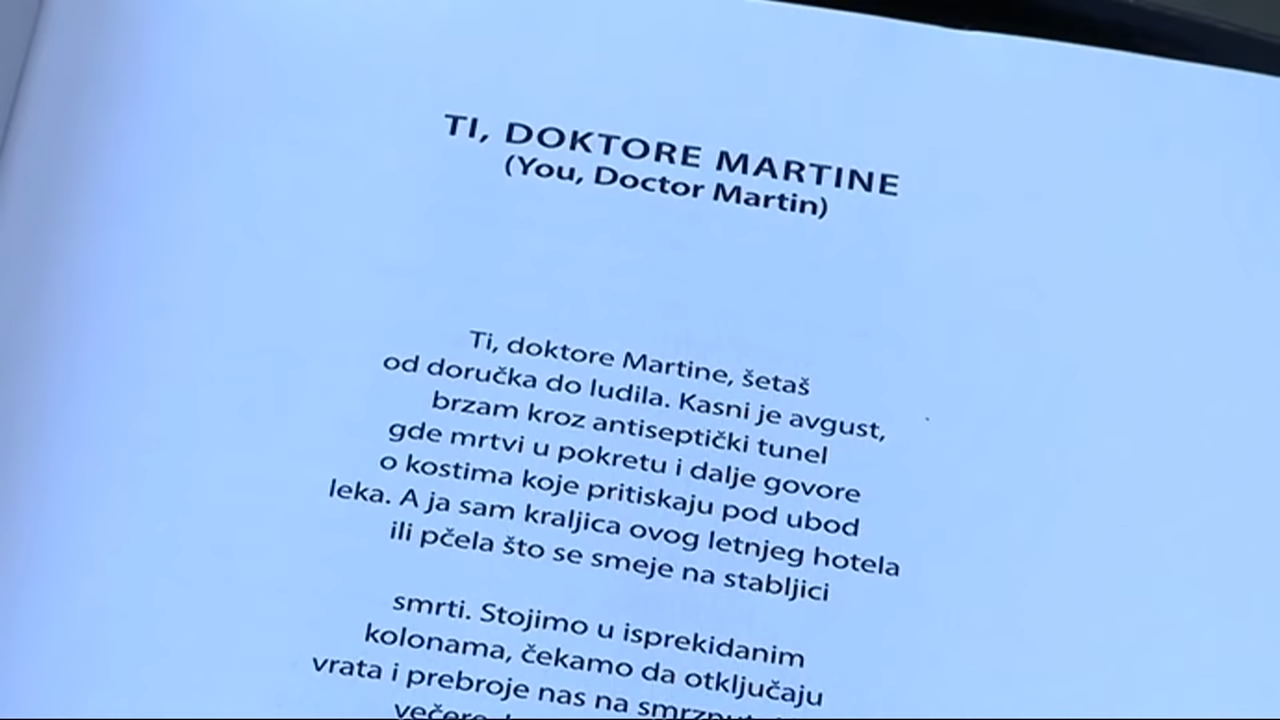 TI, DOKTORE MARTINE
(You, Doctor Martin)
Ti, doktore Martine, šetaš
od doručka do ludila. Kasni je avgust,
brzam kroz antiseptički tunel
gde mrtvi u pokretu i dalje govore
o kostima koje pritiskaju pod ubod
leka. A ja sam kraljica ovog letnjeg hotela
ili pčela što se smeje na stabljici
smrti. Stojimo u isprekidanim
kolonama, čekamo da otključaju
vrata i prebroje nas na